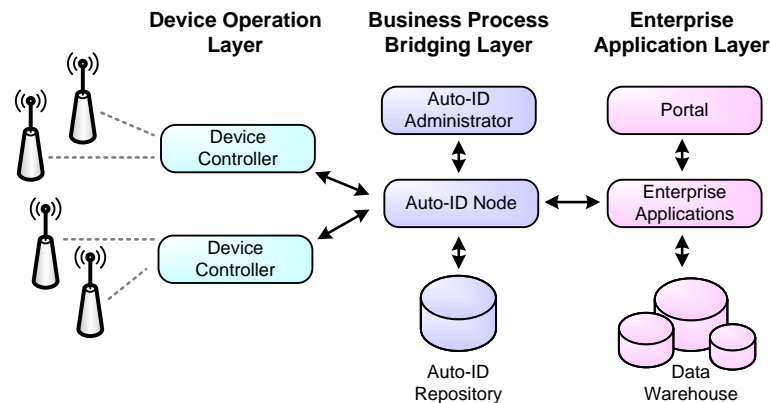 Device Operation
Layer
Business Process
Bridging Layer
Enterprise
Application Layer
Device
Controller
Device
Controller
Auto-ID
Administrator
Auto-ID Node
Auto-ID
Repository
Portal
Enterprise
Applications
Data
Warehouse